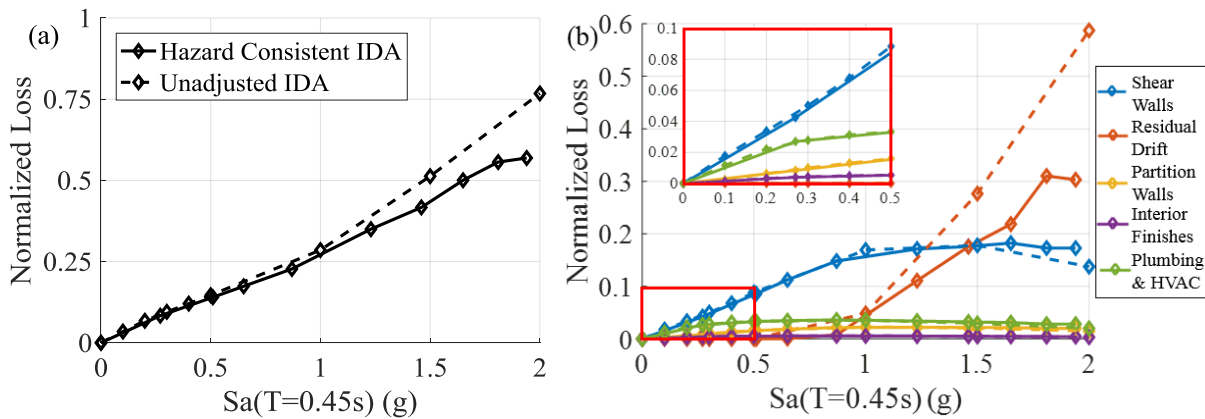 (a)
Normalized Loss
1
0.75
0.5
0.25
0
Hazard Consistent IDA
Unadjusted IDA
0
0.5
1
1.5
2
Sa(T=0.45s) (g)
(b)
Normalized Loss
0.6
0.5
0.4
0.3
0.2
0.1
0
0.1
0.08
0.06
0.04
0.02
0
0
0.1
0.2
0.3
0.4
0.5
0
0.5
1
1.5
2
Sa(T=0.45s) (g)
Shear
Walls
Residual
Drift
Partition
Walls
Interior
Finishes
Plumbing
& HVAC